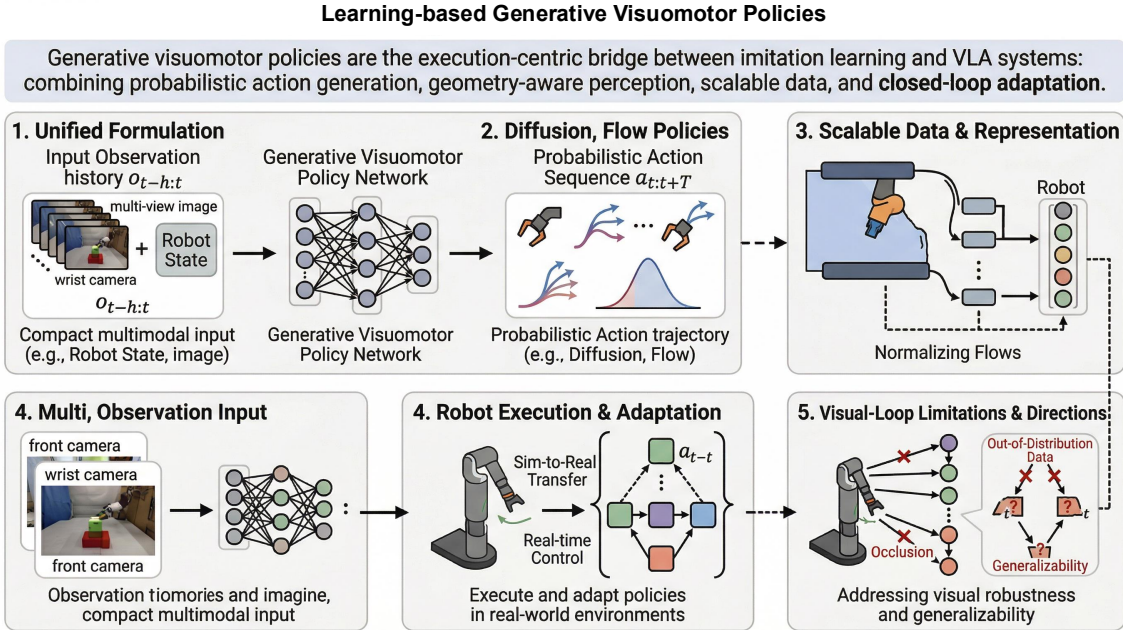 Learning-based Generative Visuomotor Policies
Generative visuomotor policies are the execution-centric bridge between imitation learning and VLA systems:
combining probabilistic action generation, geometry-aware perception, scalable data, and closed-loop adaptation.
1. Unified Formulation
Input Observation
history o_{t−h:t}
multi-view image
+
Robot
State
wrist camera
o_{t−h:t}
Compact multimodal input
(e.g., Robot State, image)
Generative Visuomotor
Policy Network
Generative Visuomotor
Policy Network
2. Diffusion, Flow Policies
Probabilistic Action
Sequence a_{t:t+T}
Probabilistic Action trajectory
(e.g., Diffusion, Flow)
3. Scalable Data & Representation
Robot
Normalizing Flows
4. Multi, Observation Input
front camera
wrist camera
front camera
Observation tiomories and imagine,
compact multimodal input
4. Robot Execution & Adaptation
Sim-to-Real
Transfer
Real-time
Control
a_{t−t}
Execute and adapt policies
in real-world environments
5. Visual-Loop Limitations & Directions
Occlusion
Out-of-Distribution
Data
?
?
t
t
?
Generalizability
Addressing visual robustness
and generalizability